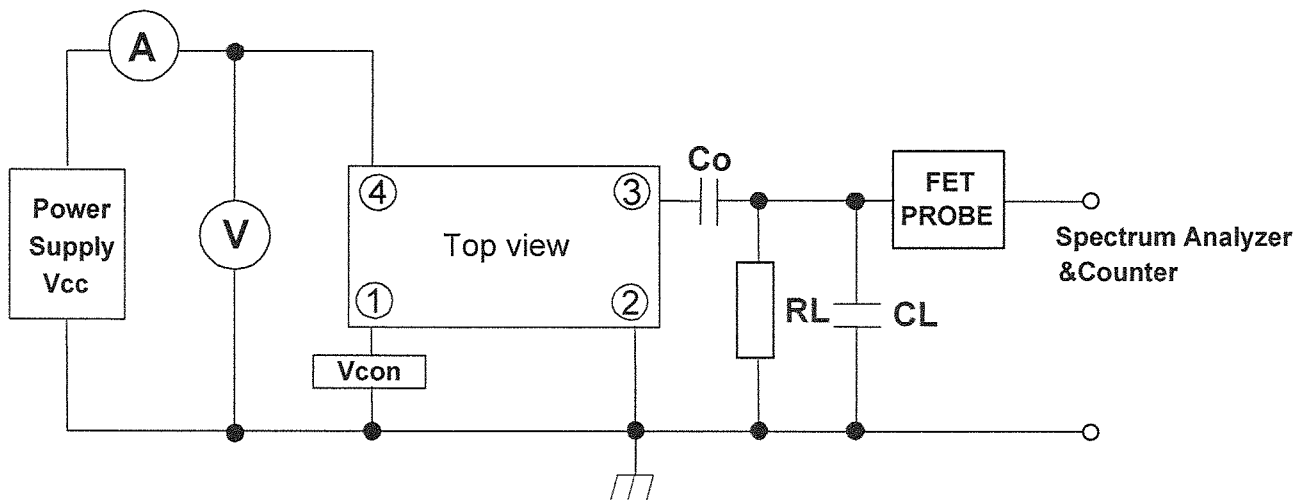 A
Power
Supply
Vcc
V
④
③
Top view
①
②
Vcon
Co
RL
CL
FET
PROBE
Spectrum Analyzer
&Counter